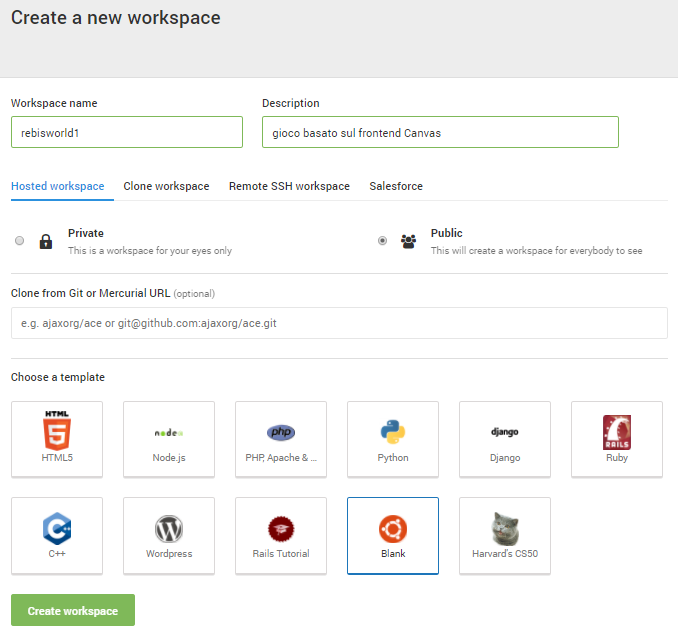 Create a new workspace
Workspace name
Description
rebisworld1
gioco basato sul frontend Canvas
Hosted workspace
Clone workspace
Remote SSH workspace
Salesforce
Private
This is a workspace for your eyes only
Public
This will create a workspace for everybody to see
Clone from Git or Mercurial URL (optional)
e.g. ajaxorg/ace or git@github.com:ajaxorg/ace.git
Choose a template
HTML
5
HTML5
node
Node.js
php
PHP, Apache & ...
Python
django
Django
RAILS
Ruby
C++
C++
W
Wordpress
Rails Tutorial
Blank
Harvard's CS50
Create workspace